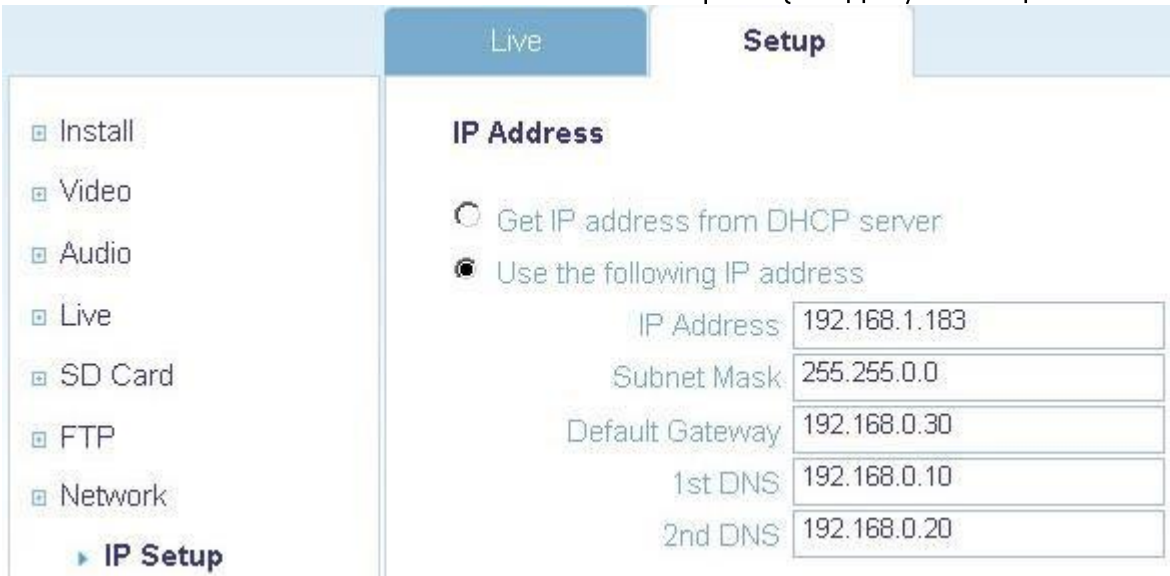 Live
Setup
Install
Video
Audio
Live
SD Card
FTP
Network
IP Setup
IP Address
Get IP address from DHCP server
Use the following IP address
IP Address 192.168.1.183
Subnet Mask 255.255.0.0
Default Gateway 192.168.0.30
1st DNS 192.168.0.10
2nd DNS 192.168.0.20